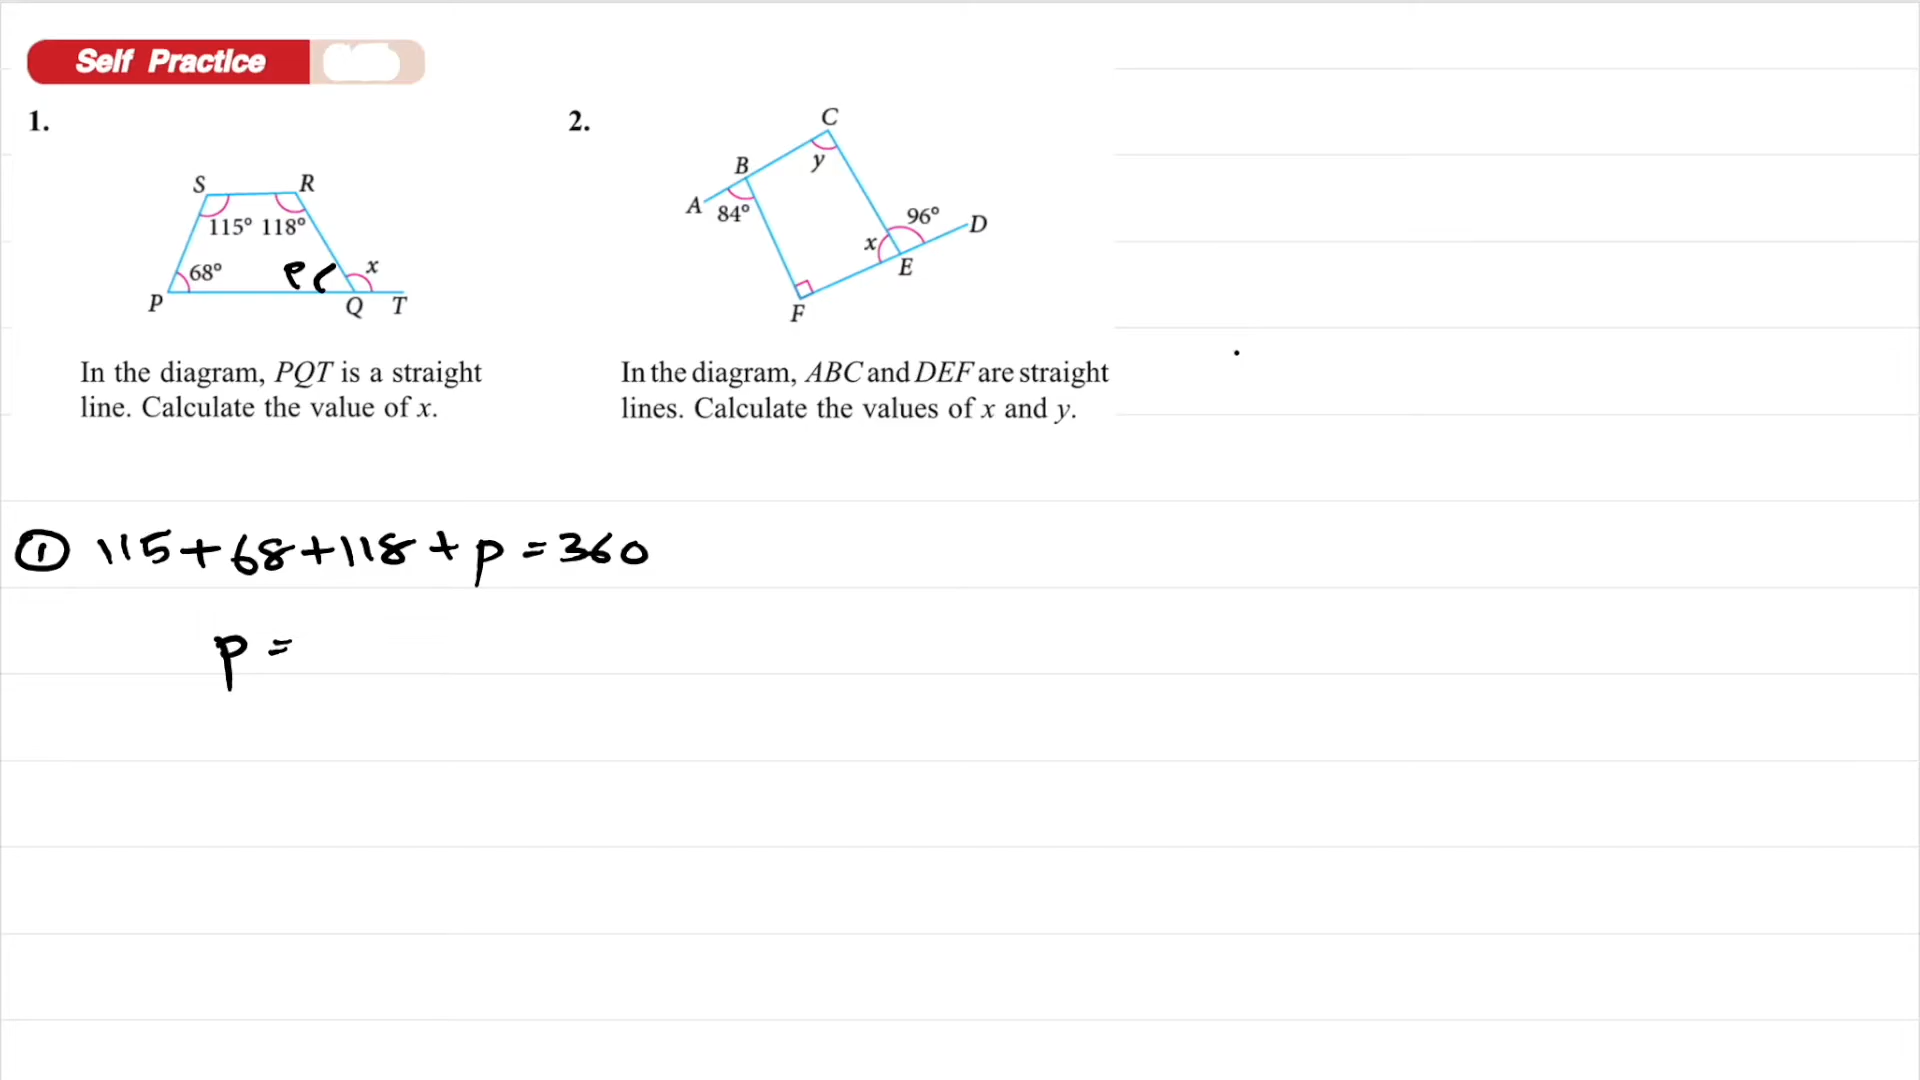 Self Practice
1.
S R
115° 118°
68° P x
P Q T
In the diagram, PQT is a straight
line. Calculate the value of x.
2.
C
B y
A 84°
96° D
x
E
F
In the diagram, ABC and DEF are straight
lines. Calculate the values of x and y.
① 115+68+118+p=360
p=